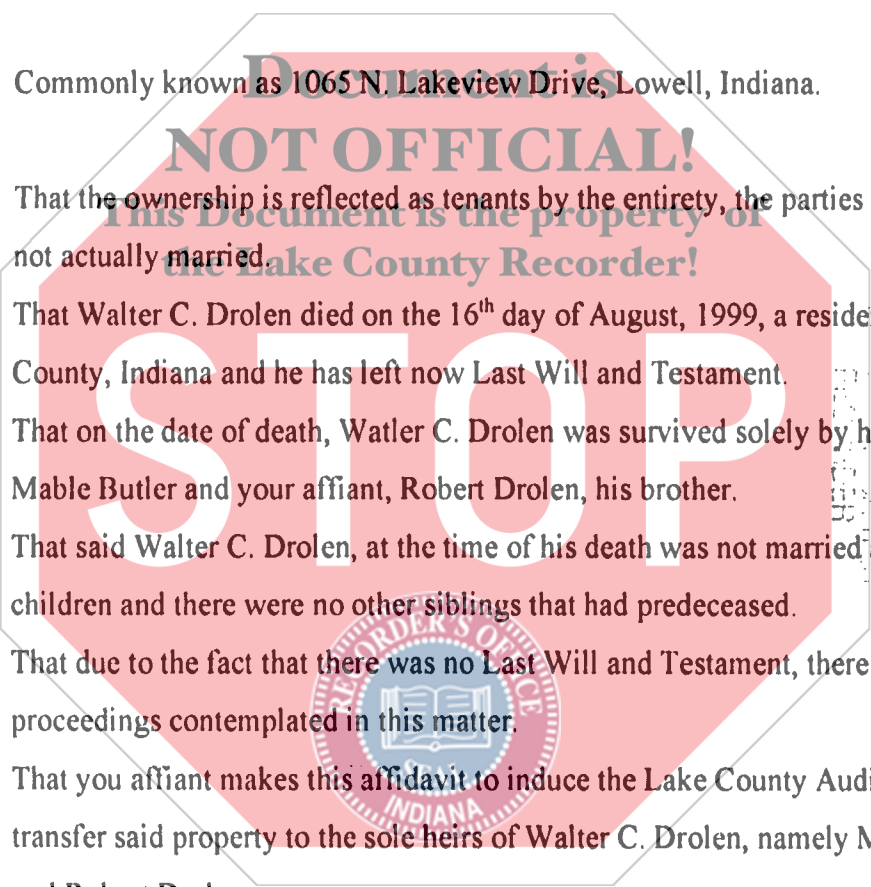 Document is
Commonly known as 1065 N. Lakeview Drive, Lowell, Indiana.
NOT OFFICIAL!
That the ownership is reflected as tenants by the entirety, the parties
This Document is the property of
not actually married.
the Lake County Recorder!
That Walter C. Drolen died on the 16th day of August, 1999, a
County, Indiana and he has left now Last Will and Testament.
STOP
That on the date of death, Watler C. Drolen was survived solely by
Mable Butler and your affiant, Robert Drolen, his brother.
That said Walter C. Drolen, at the time of his death was not married
children and there were no other siblings that had predeceased.
RECORDER'S OFFICE
That due to the fact that there was no Last Will and Testament, there
proceedings contemplated in this matter.
SEAL
That you affiant makes this affidavit to induce the Lake County
INDIANA
transfer said property to the sole heirs of Walter C. Drolen, namely